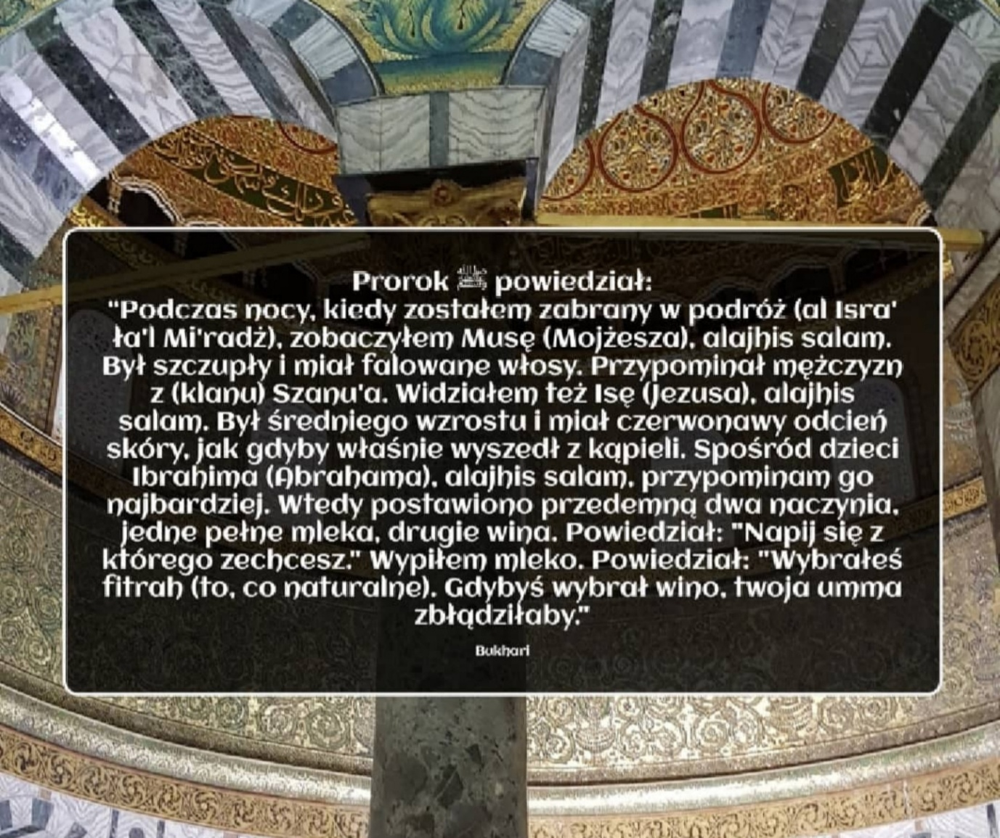 Prorok ﷺ powiedział:
"Podczas nocy, kiedy zostałem zabrany w podróż (al Isra'
ła'l Mi'radż), zobaczyłem Musę (Mojżesza), alajhis salam.
Był szczupły i miał falowane włosy. Przypominał mężczyzn
z (klanu) Szanu'a. Widziałem też Isę (Jezusa), alajhis
salam. Był średniego wzrostu i miał czerwonawy odcień
skóry, jak gdyby właśnie wyszedł z kąpieli. Spośród dzieci
Ibrahima (Abrahama), alajhis salam, przypominam go
najbardziej. Wtedy postawiono przedemną dwa naczynia,
jedne pełne mleka, drugie wina. Powiedział: "Napij się z
którego zechcesz." Wypiłem mleko. Powiedział: "Wybrałeś
fitrah (to, co naturalne). Gdybyś wybrał wino, twoja umma
zbłądziłaby."
Bukhari